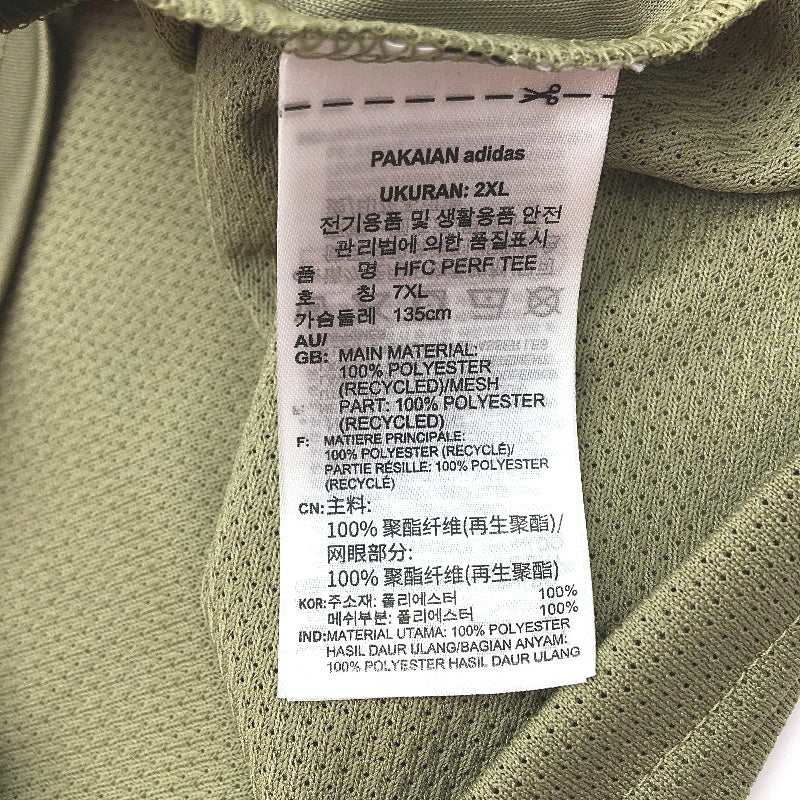 PAKAIAN adidas
UKURAN: 2XL
전기용품 및 생활용품 안전
관리법에 의한 품질표시
품 명 HFC PERF TEE
호 칭 7XL
가슴둘레 135cm
AU/
GB: MAIN MATERIAL:
100% POLYESTER
(RECYCLED)/MESH
PART: 100% POLYESTER
(RECYCLED)
F: MATIERE PRINCIPALE:
100% POLYESTER (RECYCLÉ)/
PARTIE RÉSILLE: 100% POLYESTER
(RECYCLÉ)
CN:主料:
100% 聚酯纤维(再生聚酯)/
网眼部分:
100% 聚酯纤维(再生聚酯)
KOR:주소재: 폴리에스터 100%
메쉬부분: 폴리에스터 100%
IND:MATERIAL UTAMA: 100% POLYESTER
HASIL DAUR ULANG/BAGIAN ANYAM:
100% POLYESTER HASIL DAUR ULANG